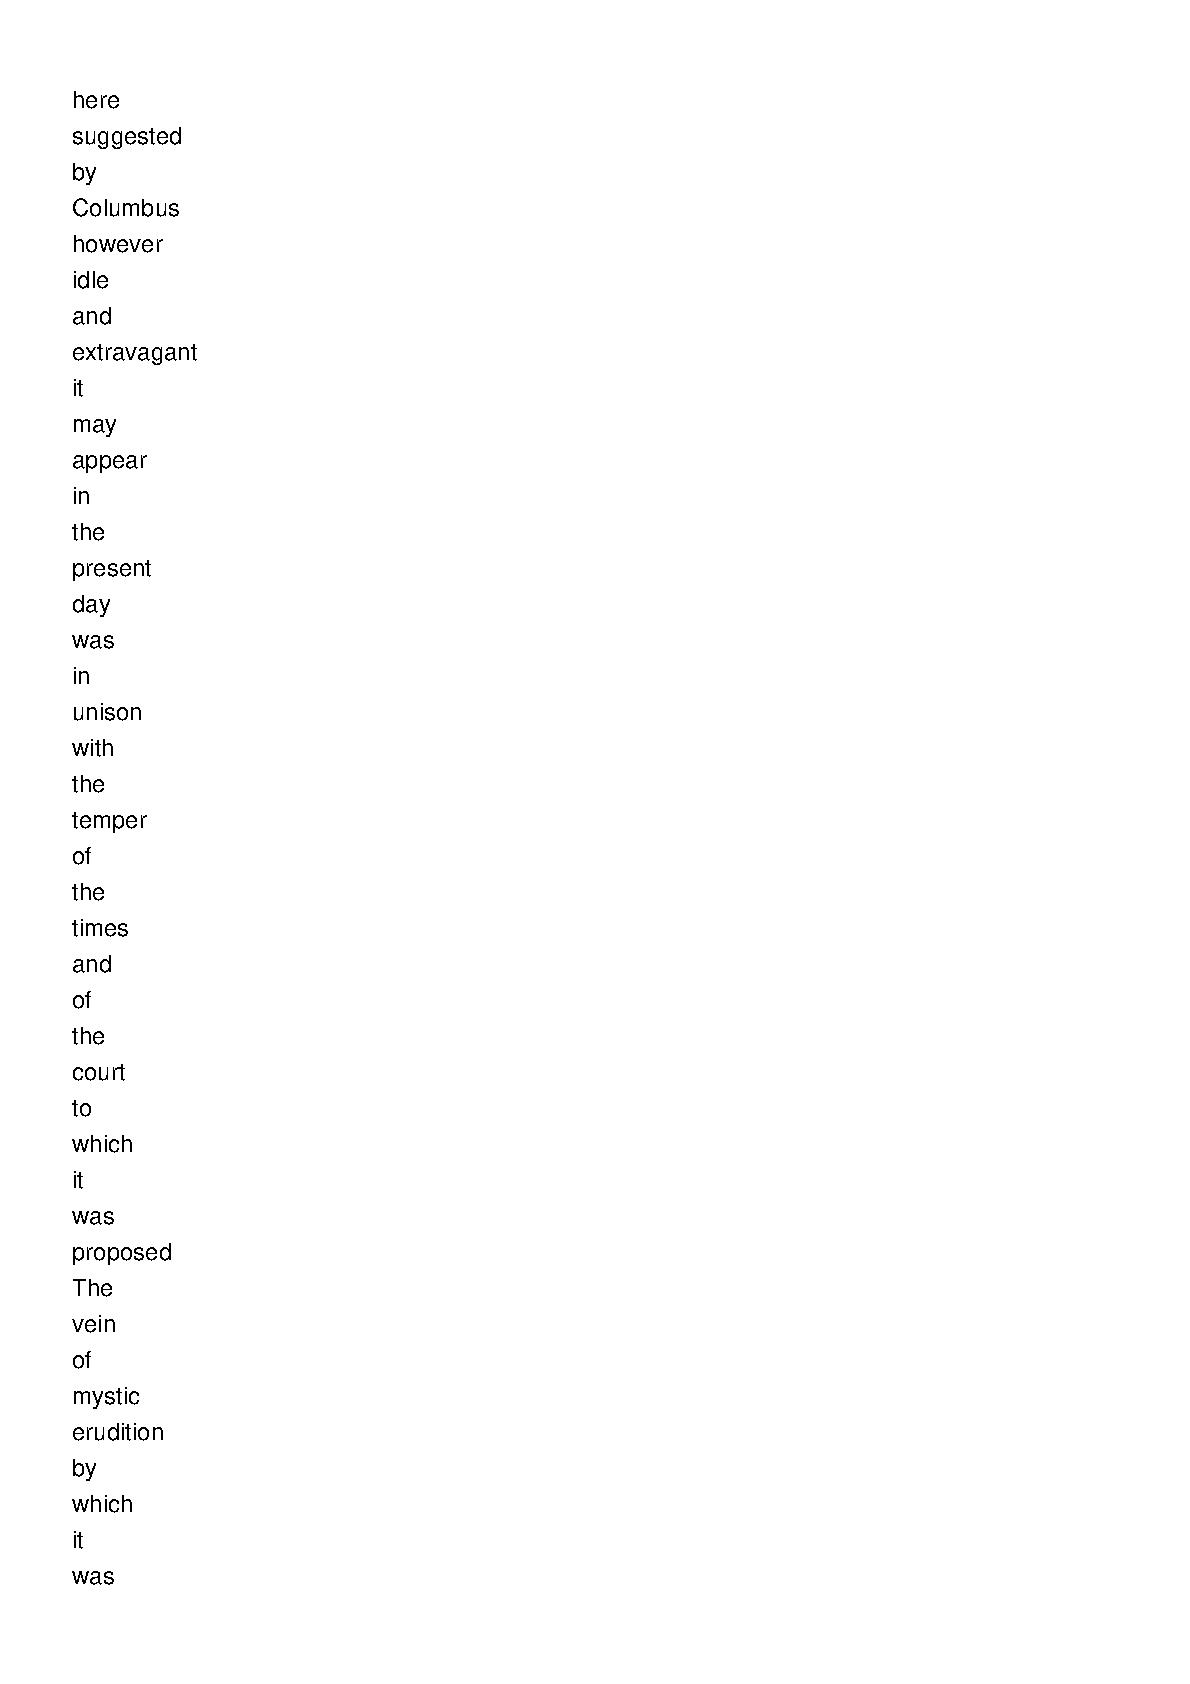 here
suggested
by
Columbus
however
idle
and
extravagant
it
may
appear
in
the
present
day
was
in
unison
with
the
temper
of
the
times
and
of
the
court
to
which
it
was
proposed
The
vein
of
mystic
erudition
by
which
it
was